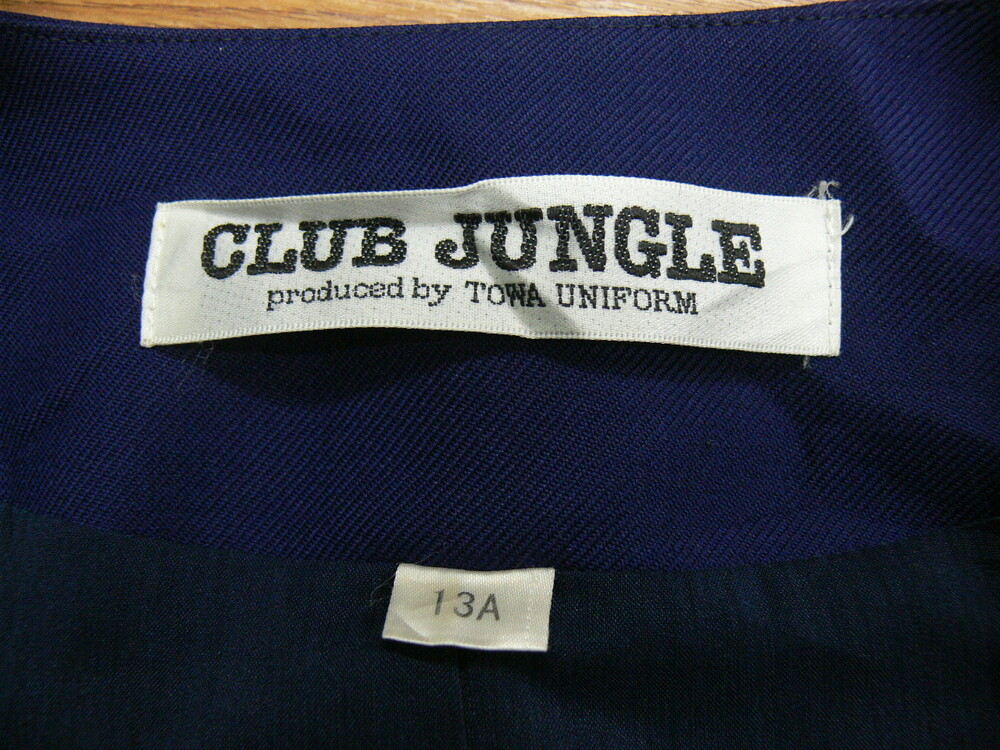 CLUB JUNGLE
produced by TOWA UNIFORM
13A